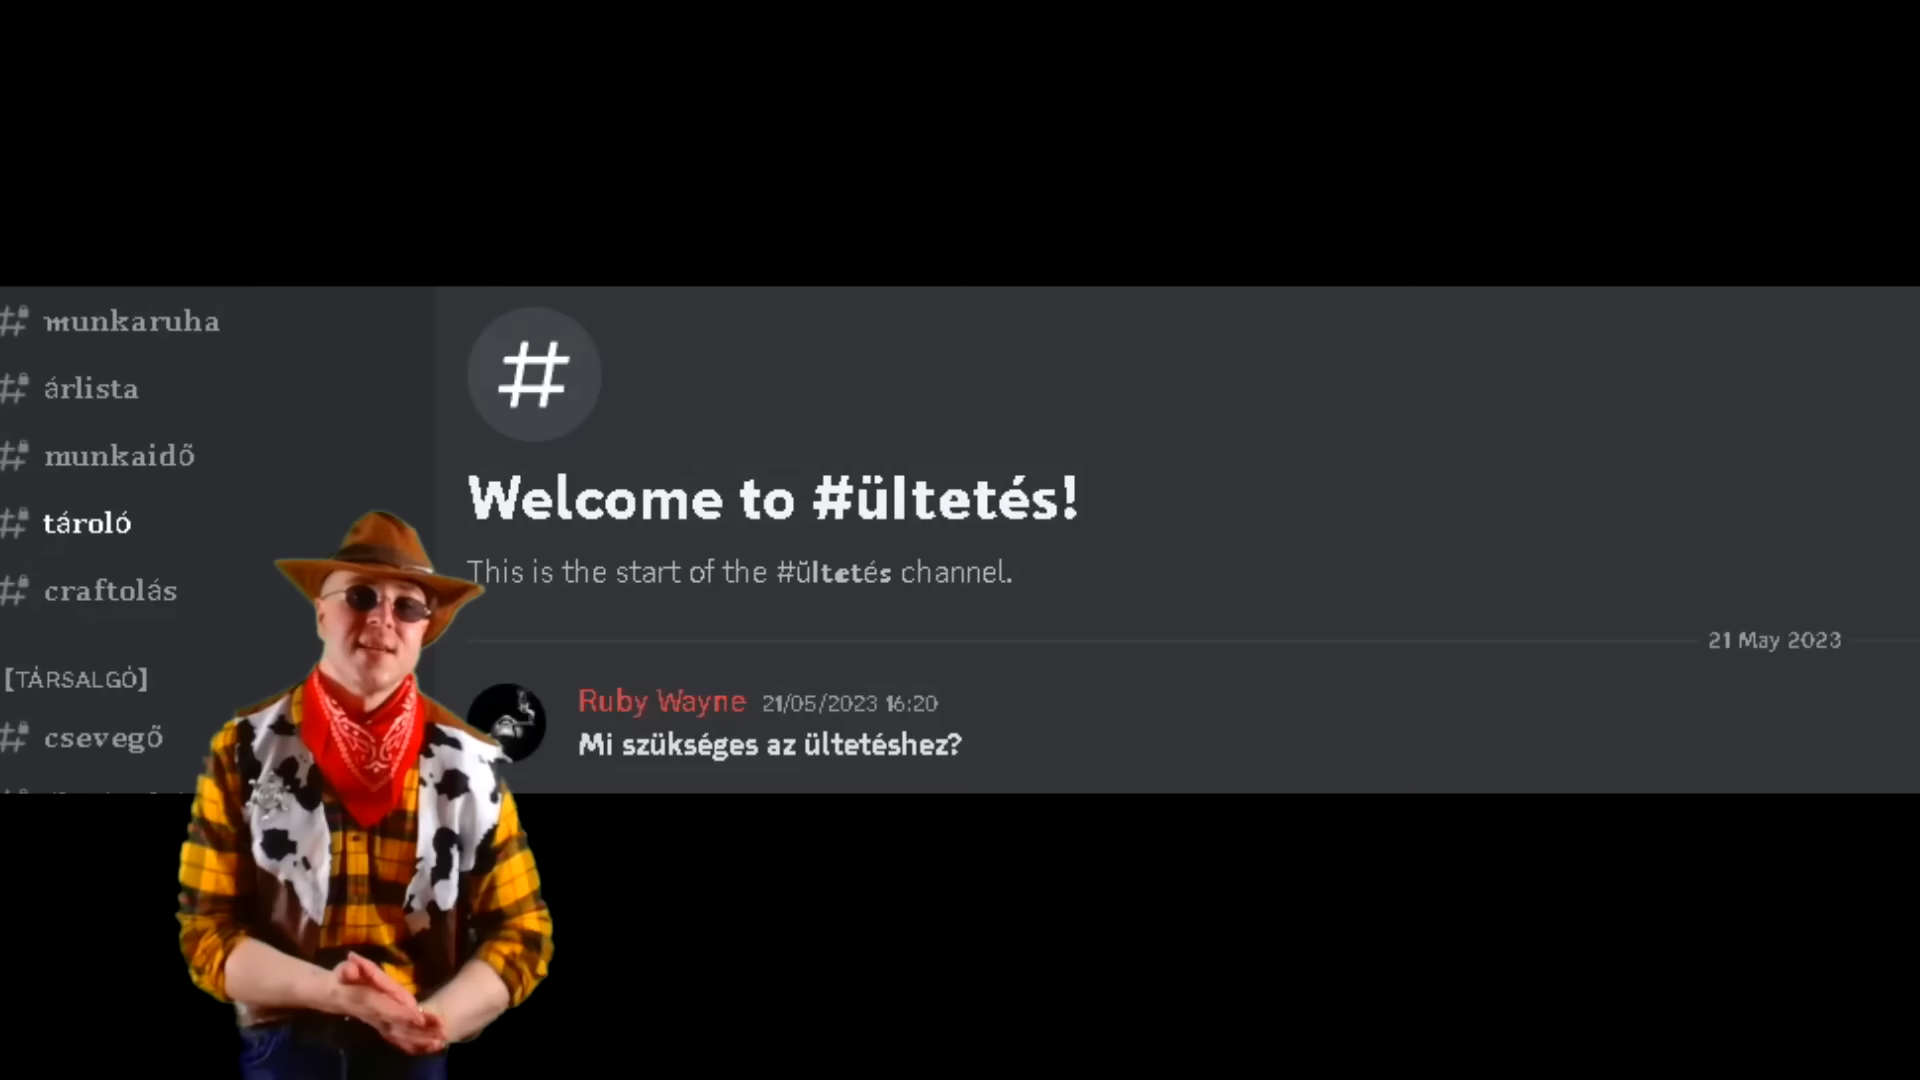 munkaruha
árlista
munkaidő
tároló
craftolás
[TÁRSALGÓ]
csevegő
#
Welcome to #ültetés!
This is the start of the #ültetés channel.
21 May 2023
Ruby Wayne 21/05/2023 16:20
Mi szükséges az ültetéshez?